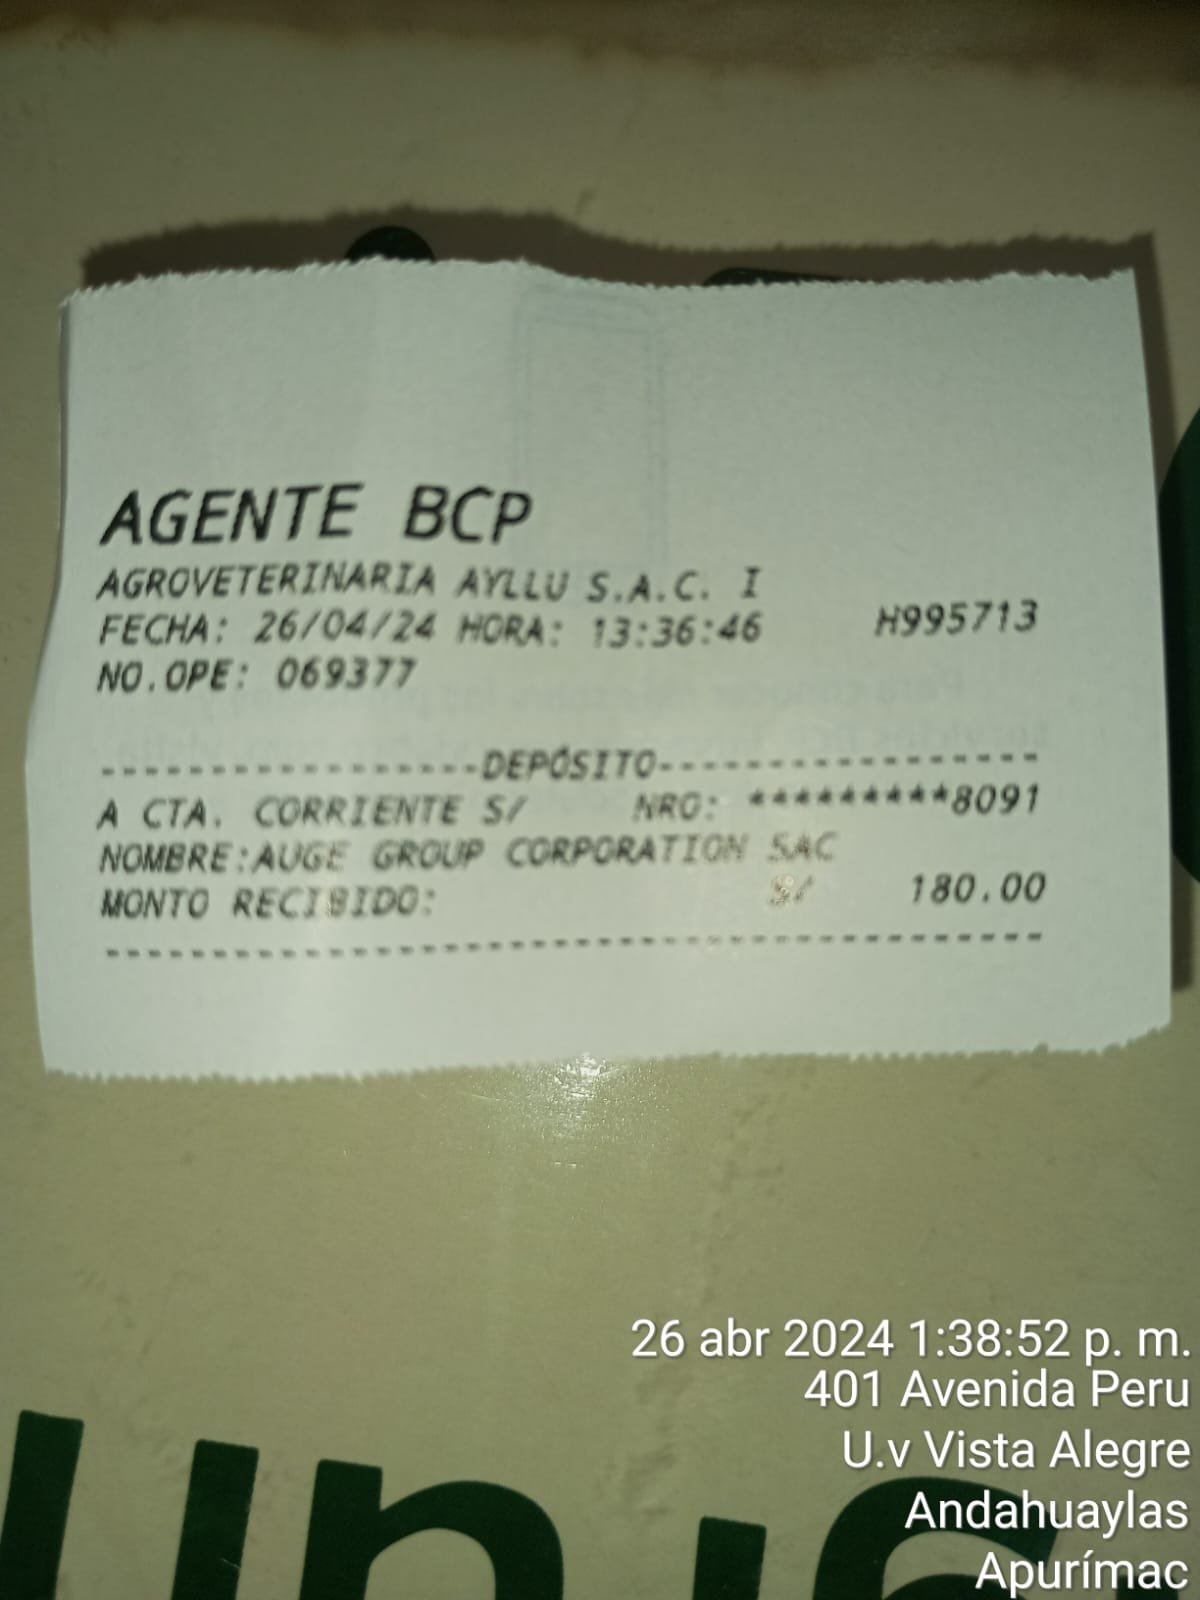 AGENTE BCP
AGROVETERINARIA AYLLU S.A.C. I
FECHA: 26/04/24 HORA: 13:36:46 H995713
NO.OPE: 069377
------------------DEPÓSITO------------------
A CTA. CORRIENTE S/ NRO: *********8091
NOMBRE:AUGE GROUP CORPORATION SAC
MONTO RECIBIDO: S/ 180.00
--------------------------------------------
26 abr 2024 1:38:52 p. m.
401 Avenida Peru
U.v Vista Alegre
Andahuaylas
Apurímac